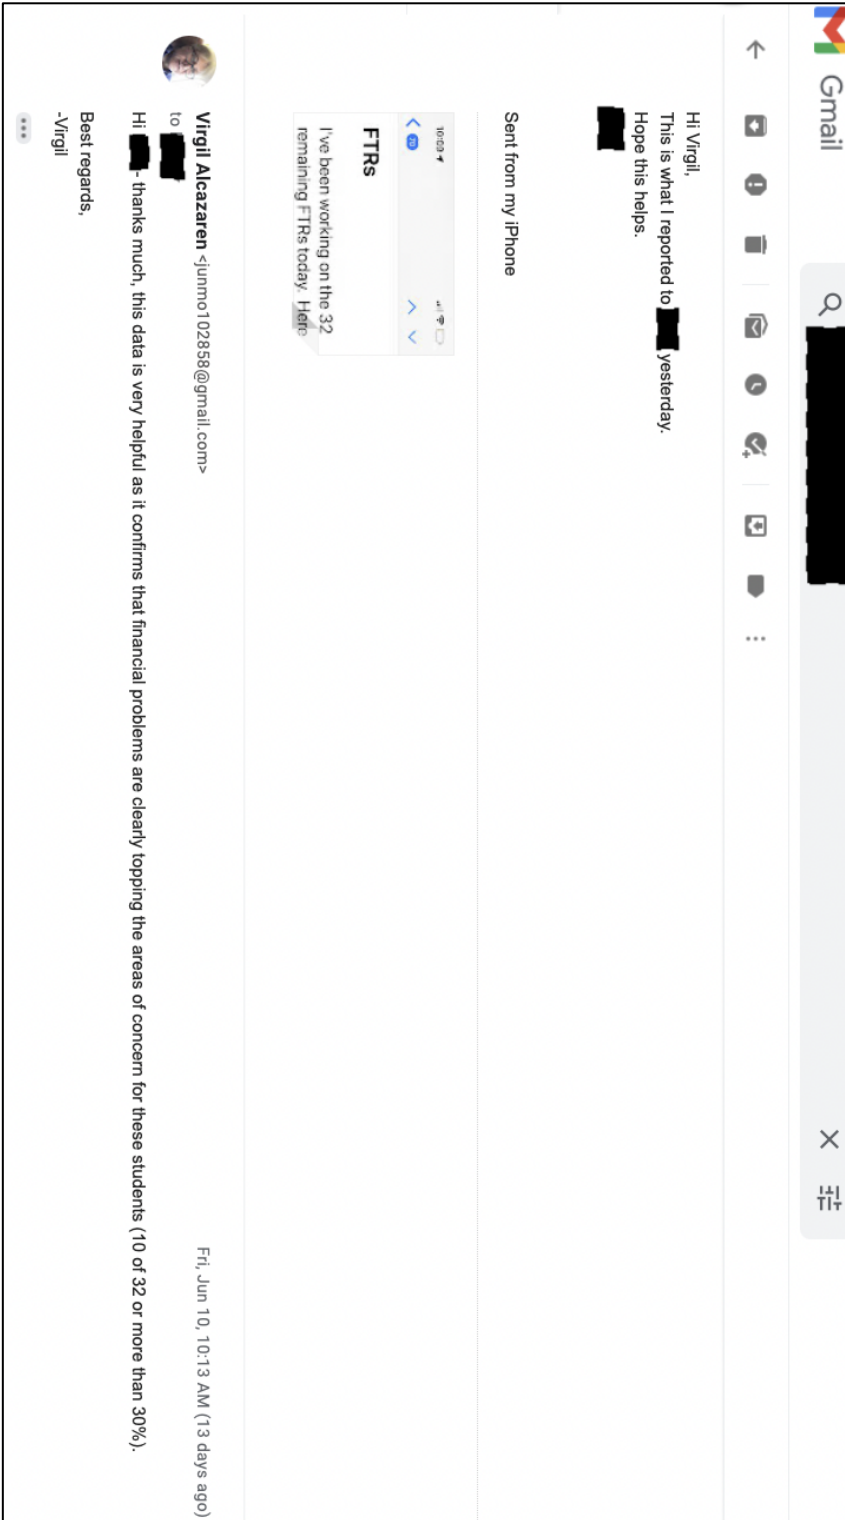 Gmail
Hi Virgil,
This is what I reported to yesterday.
Hope this helps.
Sent from my iPhone
10:09
70
FTRs
I've been working on the 32
remaining FTRs today. Here
Virgil Alcazaren <junmo102858@gmail.com>
Fri, Jun 10, 10:13 AM (13 days ago)
to
Hi - thanks much, this data is very helpful as it confirms that financial problems are clearly topping the areas of concern for these students (10 of 32 or more than 30%).
Best regards,
-Virgil